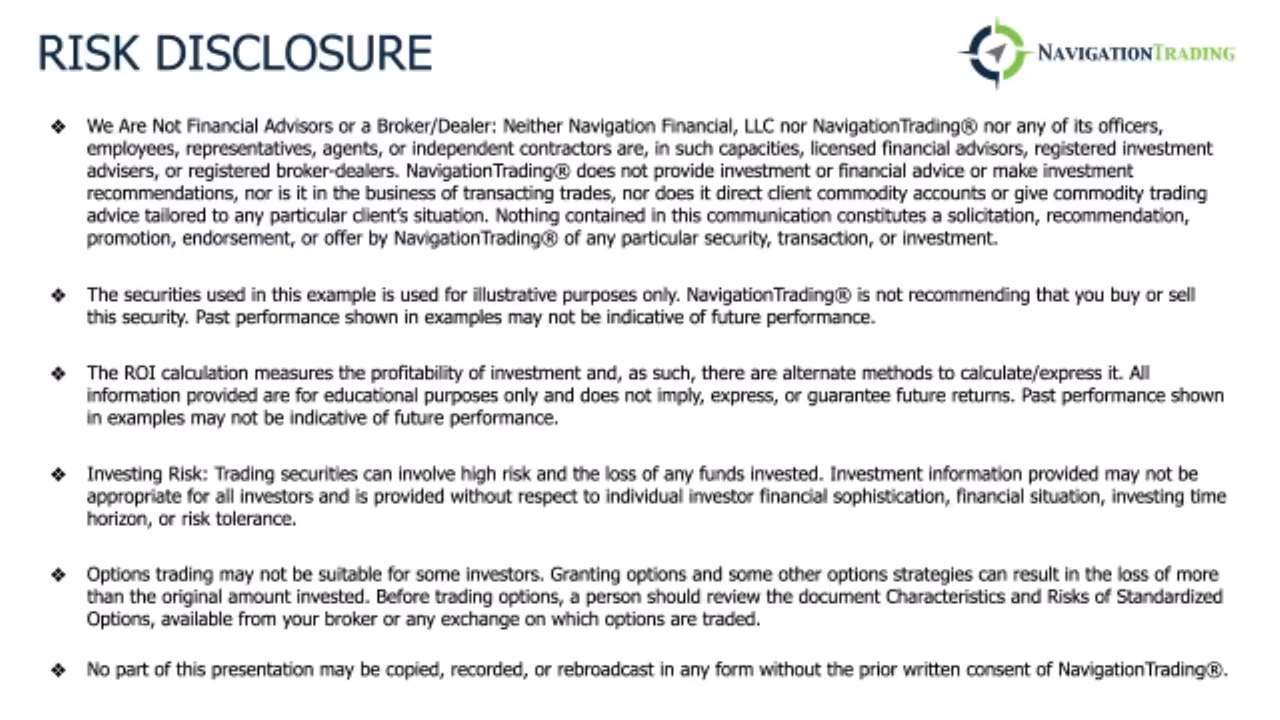 RISK DISCLOSURE
NAVIGATIONTRADING
❖ We Are Not Financial Advisors or a Broker/Dealer: Neither Navigation Financial, LLC nor NavigationTrading® nor any of its officers,
employees, representatives, agents, or independent contractors are, in such capacities, licensed financial advisors, registered investment
advisers, or registered broker-dealers. NavigationTrading® does not provide investment or financial advice or make investment
recommendations, nor is it in the business of transacting trades, nor does it direct client commodity accounts or give commodity trading
advice tailored to any particular client's situation. Nothing contained in this communication constitutes a solicitation, recommendation,
promotion, endorsement, or offer by NavigationTrading® of any particular security, transaction, or investment.
❖ The securities used in this example is used for illustrative purposes only. NavigationTrading® is not recommending that you buy or sell
this security. Past performance shown in examples may not be indicative of future performance.
❖ The ROI calculation measures the profitability of investment and, as such, there are alternate methods to calculate/express it. All
information provided are for educational purposes only and does not imply, express, or guarantee future returns. Past performance shown
in examples may not be indicative of future performance.
❖ Investing Risk: Trading securities can involve high risk and the loss of any funds invested. Investment information provided may not be
appropriate for all investors and is provided without respect to individual investor financial sophistication, financial situation, investing time
horizon, or risk tolerance.
❖ Options trading may not be suitable for some investors. Granting options and some other options strategies can result in the loss of more
than the original amount invested. Before trading options, a person should review the document Characteristics and Risks of Standardized
Options, available from your broker or any exchange on which options are traded.
❖ No part of this presentation may be copied, recorded, or rebroadcast in any form without the prior written consent of NavigationTrading®.